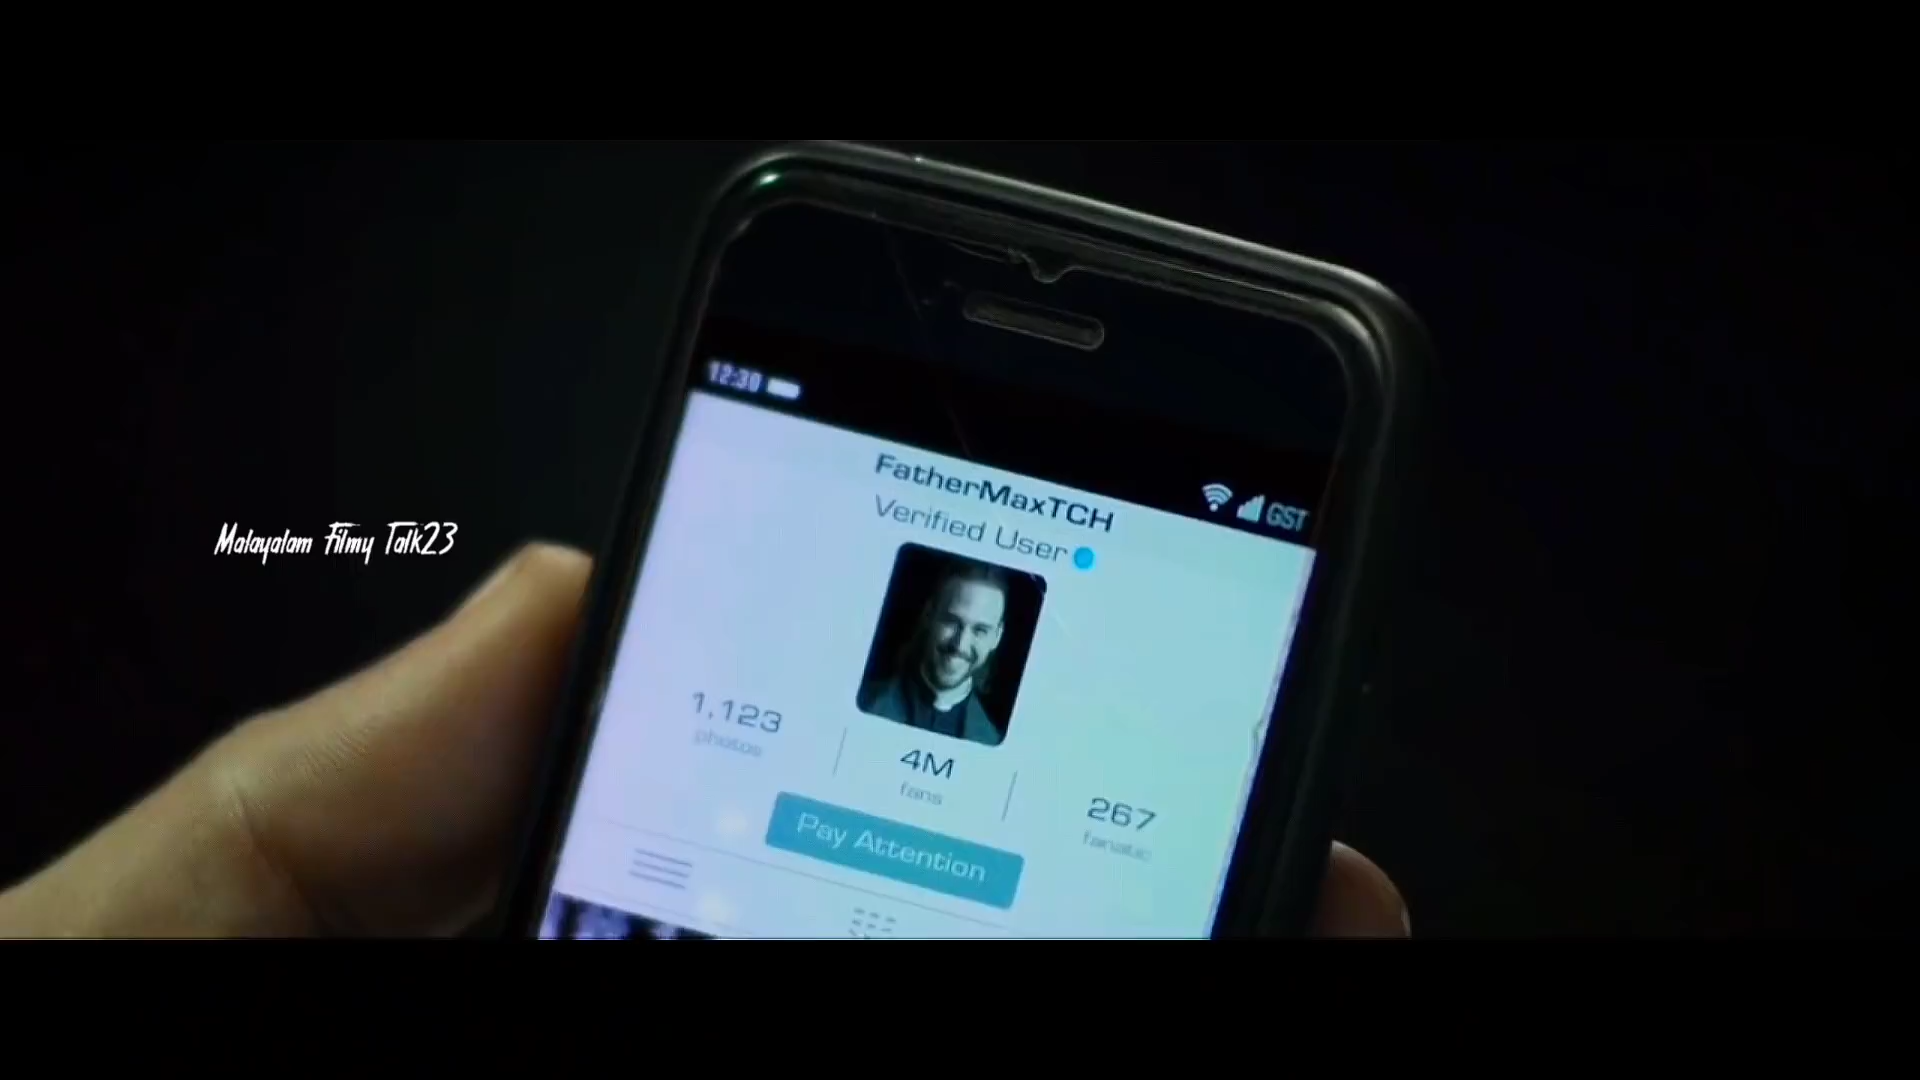 12:30
GST
FatherMaxTCH
Verified User
Malayalam Filmy Talk23
1,123
photos
4M
fans
267
fanatic
Pay Attention